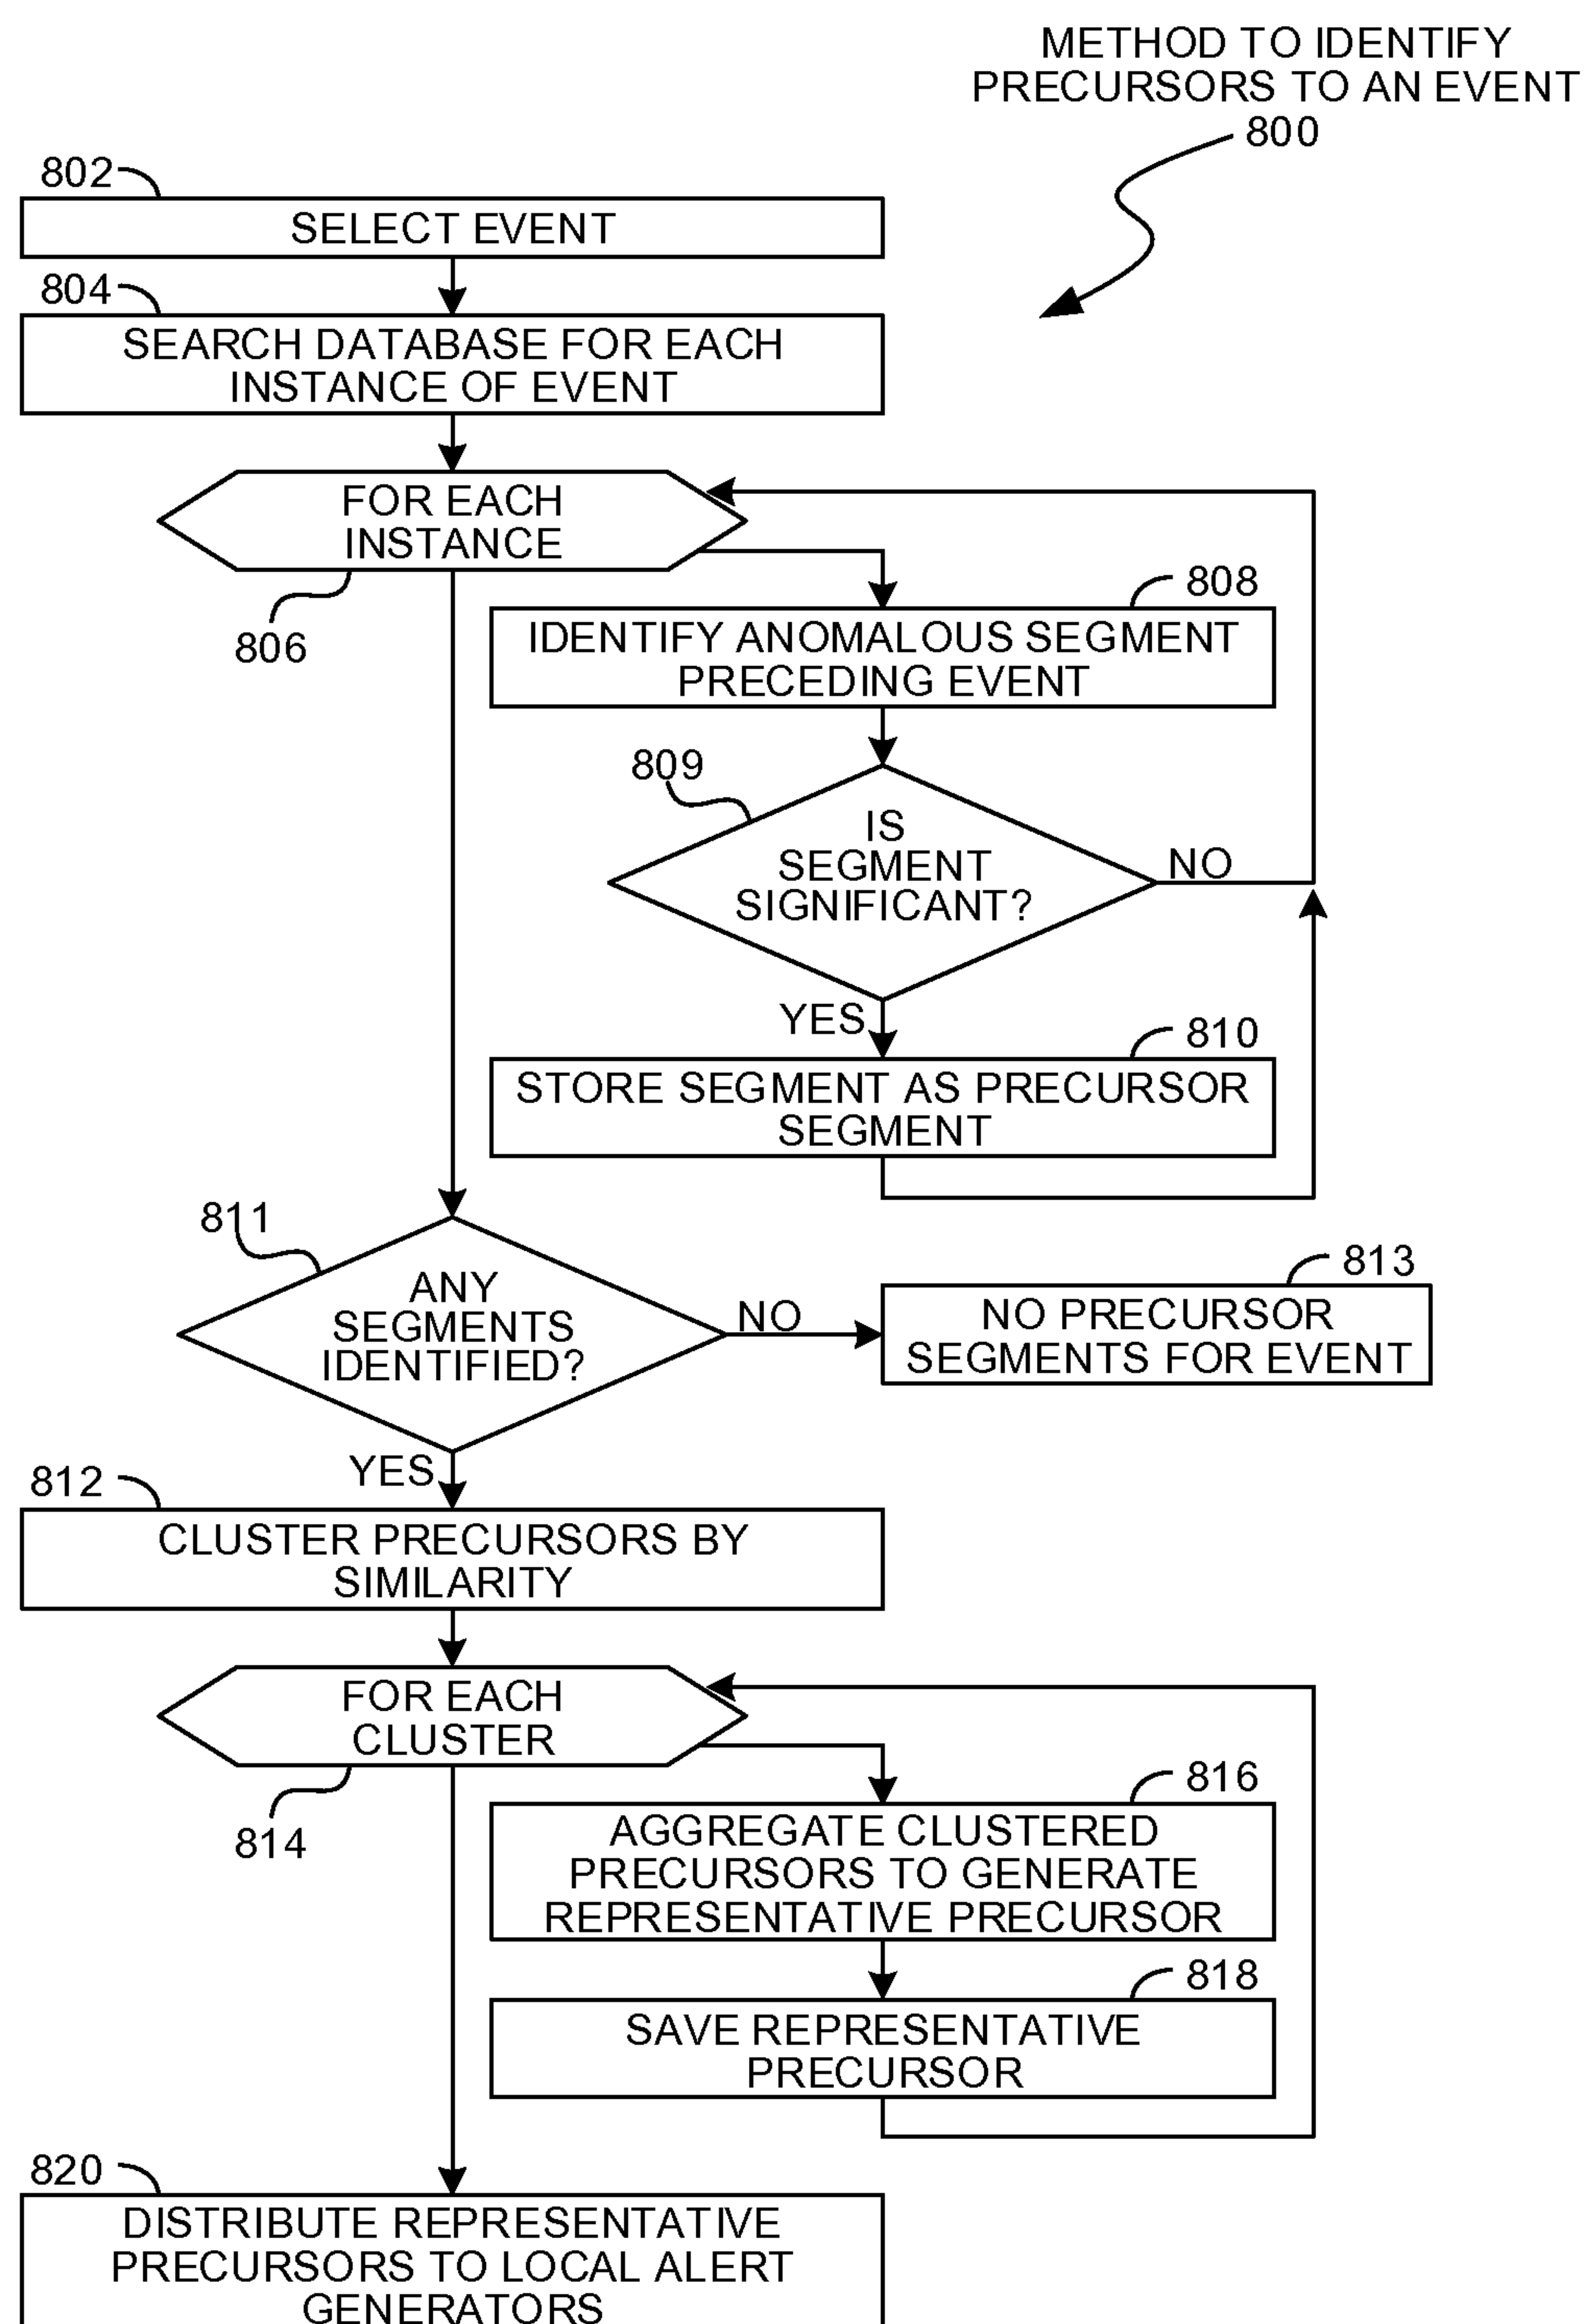 METHOD TO IDENTIFY
PRECURSORS TO AN EVENT
800
802
SELECT EVENT
804
SEARCH DATABASE FOR EACH
INSTANCE OF EVENT
FOR EACH
INSTANCE
806
808
IDENTIFY ANOMALOUS SEGMENT
PRECEDING EVENT
809
IS
SEGMENT
SIGNIFICANT?
NO
YES
810
STORE SEGMENT AS PRECURSOR
SEGMENT
811
ANY
SEGMENTS
IDENTIFIED?
NO
813
NO PRECURSOR
SEGMENTS FOR EVENT
YES
812
CLUSTER PRECURSORS BY
SIMILARITY
FOR EACH
CLUSTER
814
816
AGGREGATE CLUSTERED
PRECURSORS TO GENERATE
REPRESENTATIVE PRECURSOR
818
SAVE REPRESENTATIVE
PRECURSOR
820
DISTRIBUTE REPRESENTATIVE
PRECURSORS TO LOCAL ALERT
GENERATORS